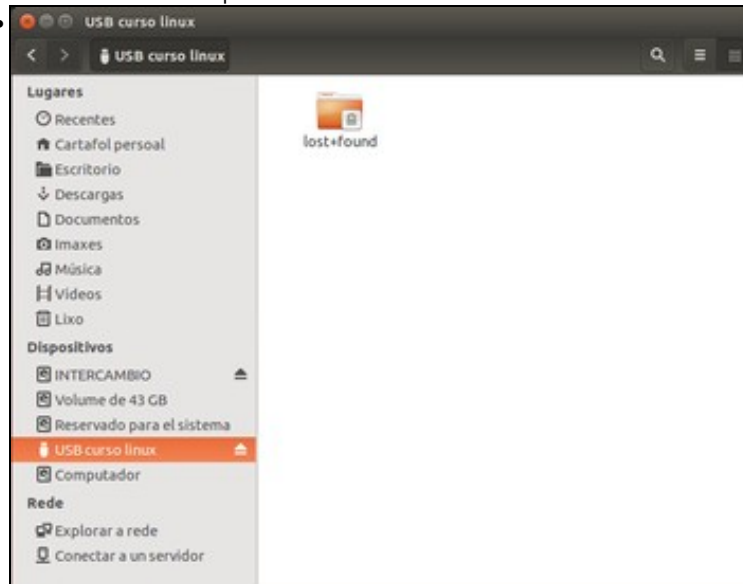 USB curso linux
USB curso linux
Lugares
Recentes
Cartafol persoal
Escritorio
Descargas
Documentos
Imaxes
Música
Vídeos
Lixo
Dispositivos
INTERCAMBIO
Volume de 43 GB
Reservado para el sistema
USB curso linux
Computador
Rede
Explorar a rede
Conectar a un servidor
lost+found